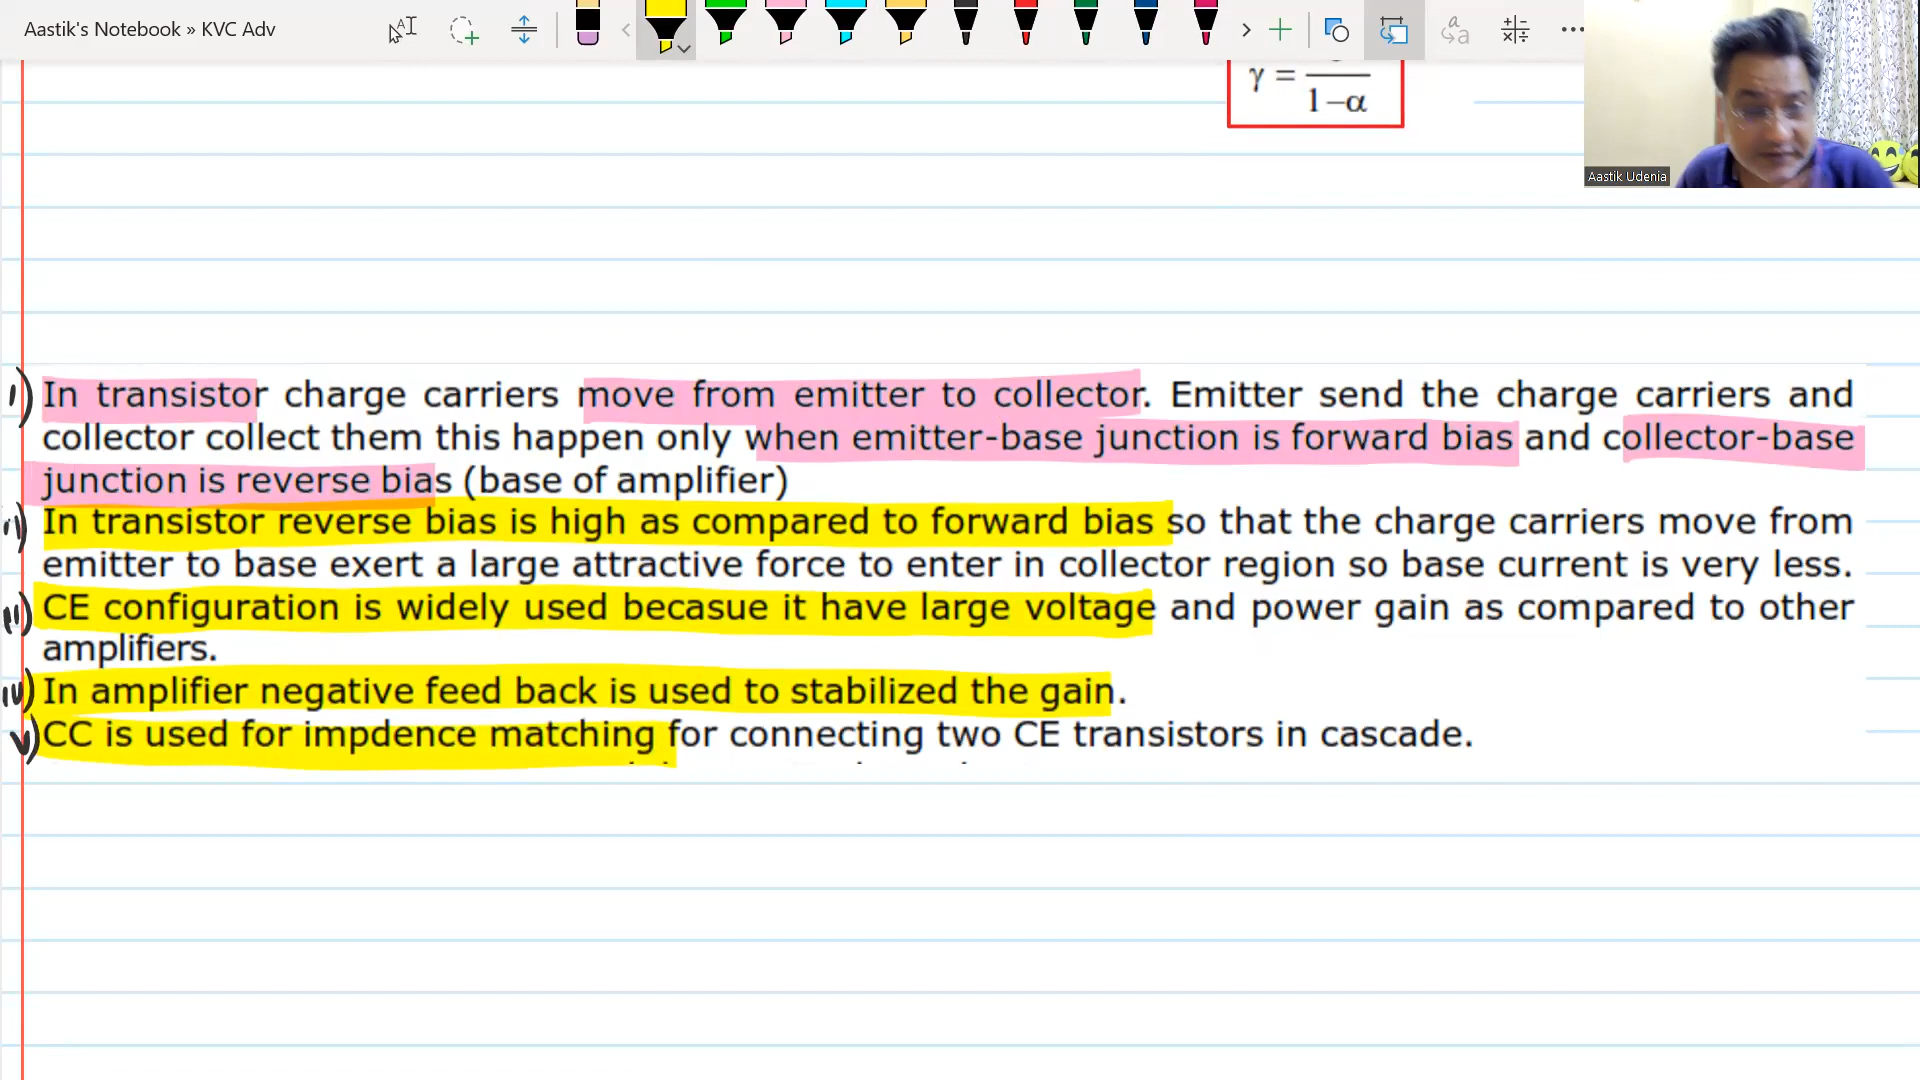 Aastik's Notebook » KVC Adv
γ =
1–α
Aastik Udenia
i) In transistor charge carriers move from emitter to collector. Emitter send the charge carriers and
collector collect them this happen only when emitter-base junction is forward bias and collector-base
junction is reverse bias (base of amplifier)
ii) In transistor reverse bias is high as compared to forward bias so that the charge carriers move from
emitter to base exert a large attractive force to enter in collector region so base current is very less.
iii) CE configuration is widely used becasue it have large voltage and power gain as compared to other
amplifiers.
iv) In amplifier negative feed back is used to stabilized the gain.
v) CC is used for impdence matching for connecting two CE transistors in cascade.